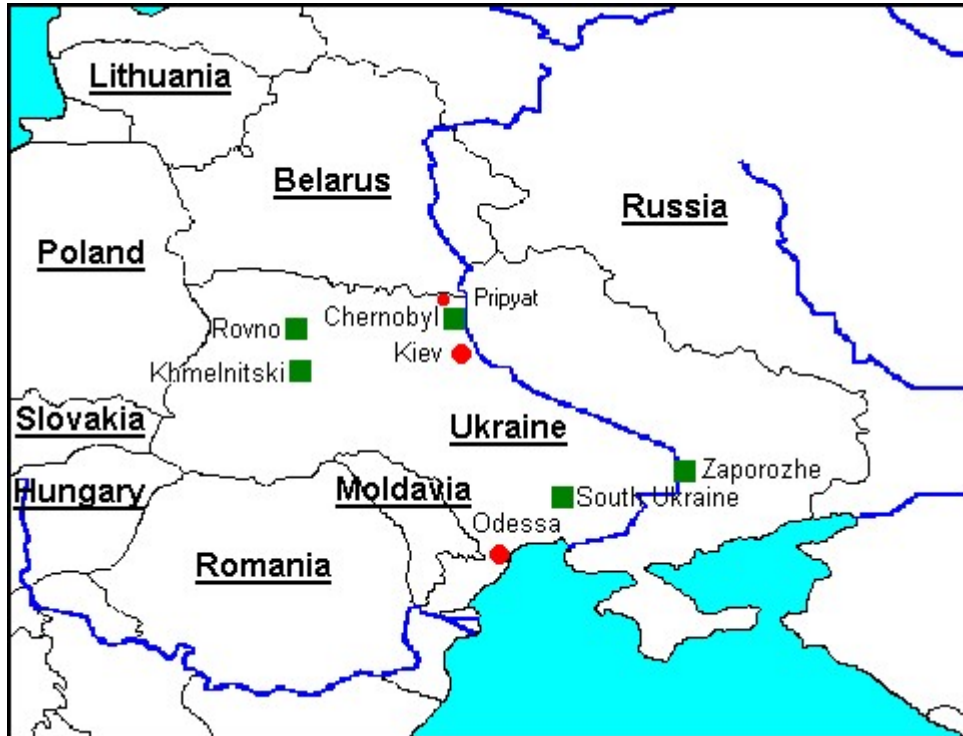 Lithuania
Belarus
Russia
Poland
Pripyat
Chernobyl
Rovno
Kiev
Khmelnitski
Slovakia
Ukraine
Zaporozhe
Hungary
Moldavia
South Ukraine
Odessa
Romania